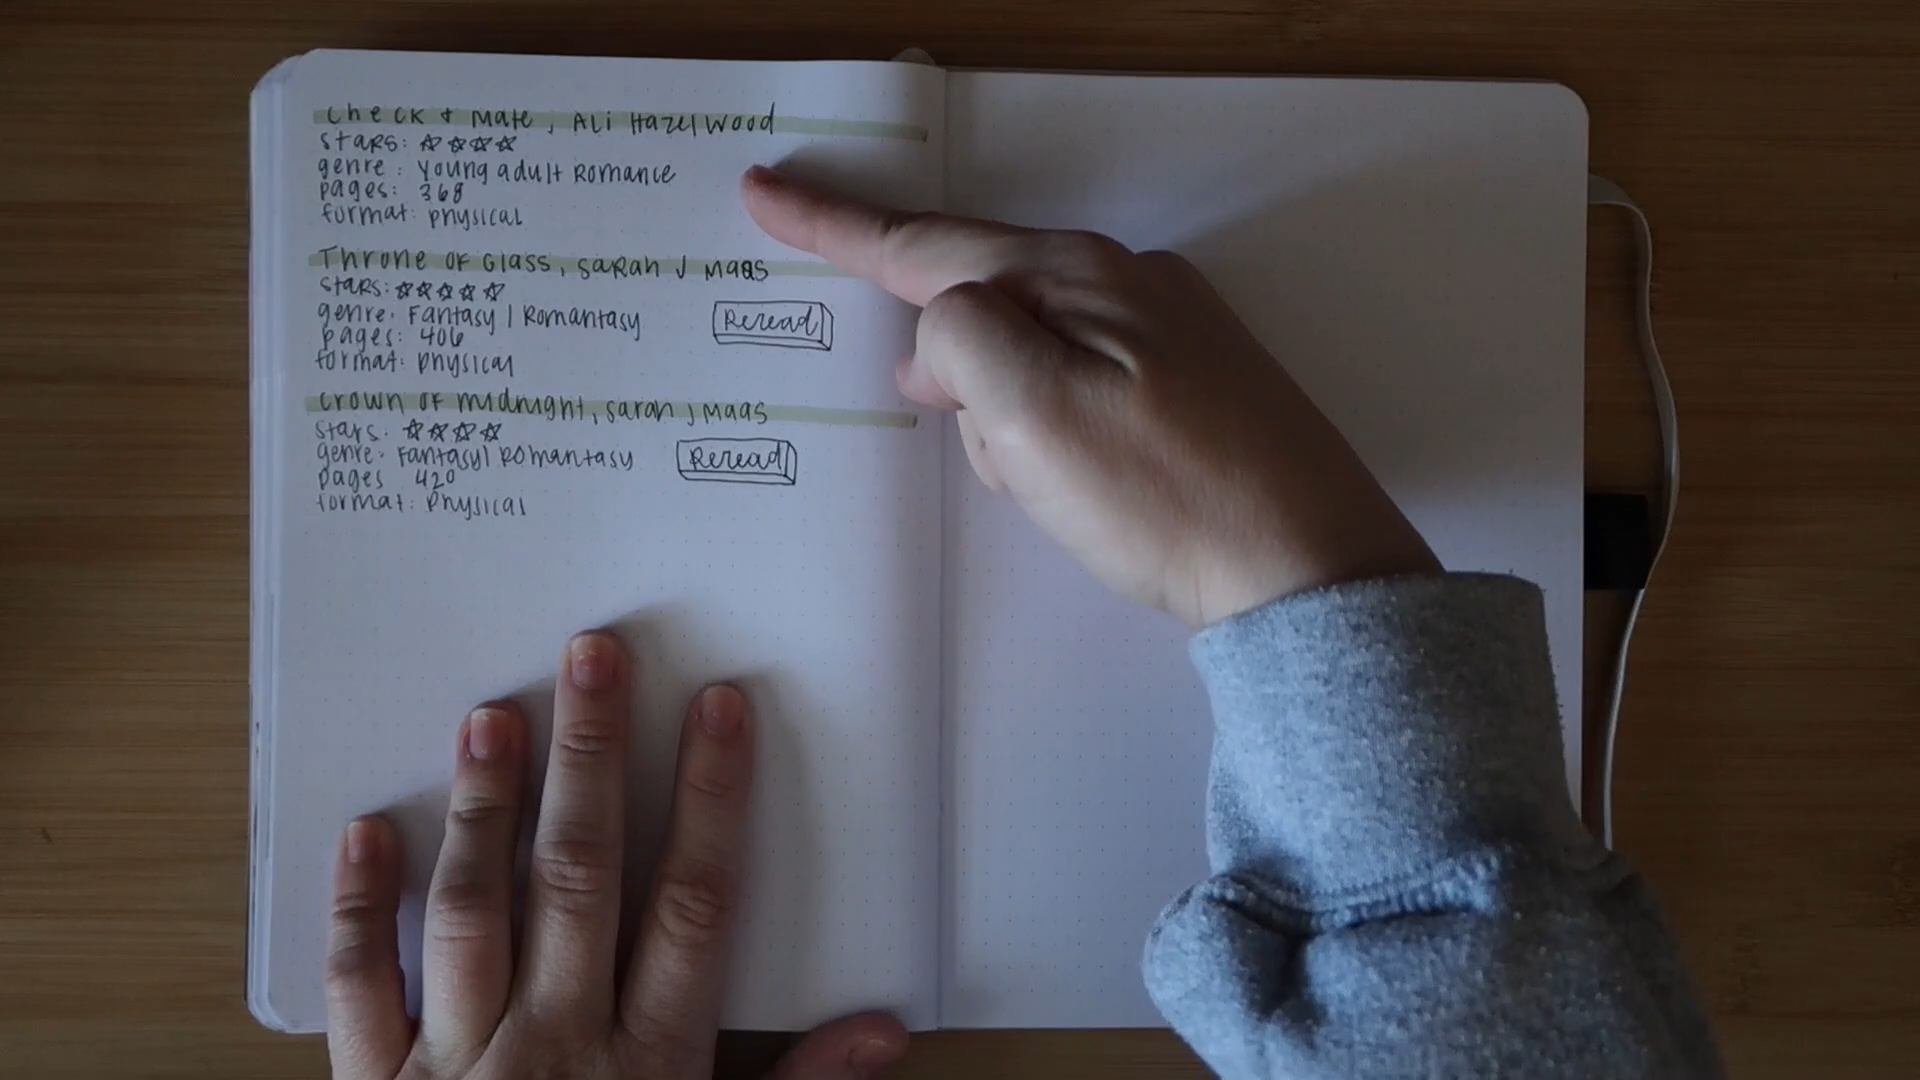 Check & Mate, Ali Hazelwood
stars: ☆☆☆☆
genre: Young adult Romance
pages: 368
format: physical
Throne of Glass, Sarah J Maas
stars: ☆☆☆☆☆
genre: Fantasy | Romantasy
Reread
pages: 406
format: physical
Crown of Midnight, Sarah J Maas
stars: ☆☆☆☆
genre: Fantasy | Romantasy
Reread
pages 420
format: physical